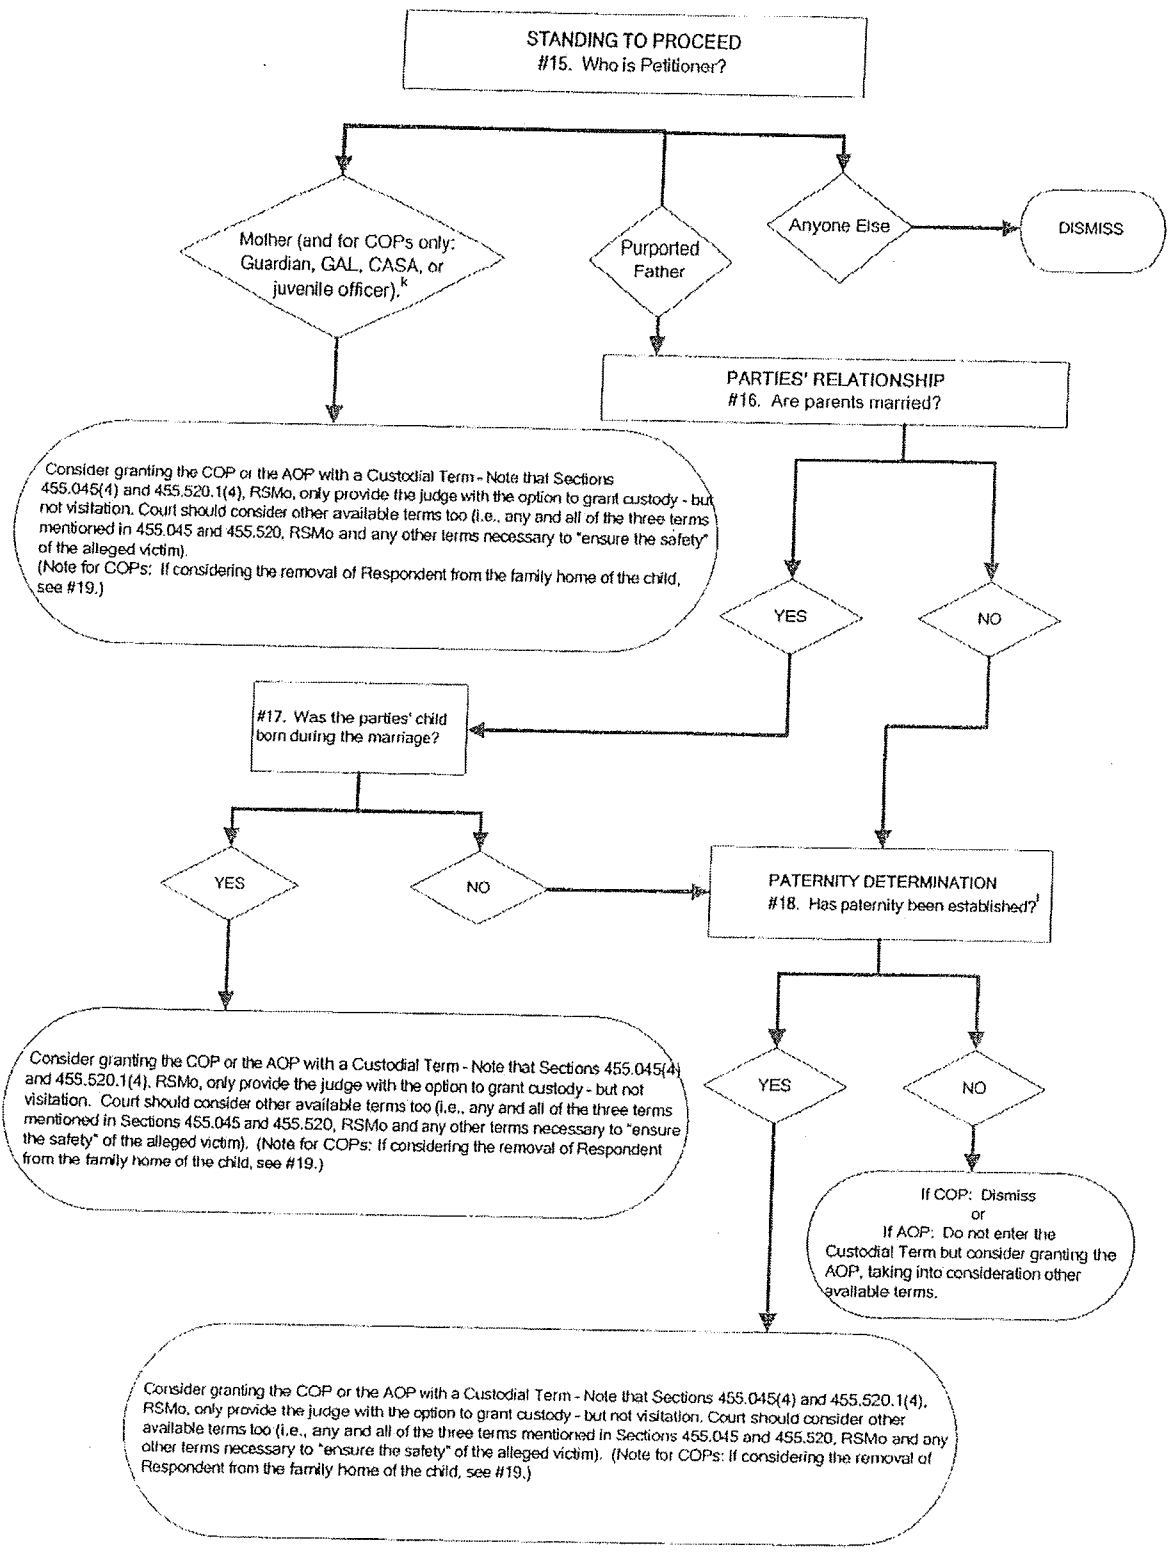 STANDING TO PROCEED
#15. Who is Petitioner?
Mother (and for COPs only:
Guardian, GAL, CASA, or
juvenile officer).k
Purported
Father
Anyone Else
DISMISS
PARTIES' RELATIONSHIP
#16. Are parents married?
Consider granting the COP or the AOP with a Custodial Term - Note that Sections
455.045(4) and 455.520.1(4), RSMo, only provide the judge with the option to grant custody - but
not visitation. Court should consider other available terms too (i.e., any and all of the three terms
mentioned in 455.045 and 455.520, RSMo and any other terms necessary to "ensure the safety"
of the alleged victim).
(Note for COPs: If considering the removal of Respondent from the family home of the child,
see #19.)
YES
NO
#17. Was the parties' child
born during the marriage?
YES
NO
PATERNITY DETERMINATION
#18. Has paternity been established?l
Consider granting the COP or the AOP with a Custodial Term - Note that Sections 455.045(4)
and 455.520.1(4), RSMo, only provide the judge with the option to grant custody - but not
visitation. Court should consider other available terms too (i.e., any and all of the three terms
mentioned in Sections 455.045 and 455.520, RSMo and any other terms necessary to "ensure
the safety" of the alleged victim). (Note for COPs: If considering the removal of Respondent
from the family home of the child, see #19.)
YES
NO
If COP: Dismiss
or
If AOP: Do not enter the
Custodial Term but consider granting the
AOP, taking into consideration other
available terms.
Consider granting the COP or the AOP with a Custodial Term - Note that Sections 455.045(4) and 455.520.1(4),
RSMo, only provide the judge with the option to grant custody - but not visitation. Court should consider other
available terms too (i.e., any and all of the three terms mentioned in Sections 455.045 and 455.520, RSMo and any
other terms necessary to "ensure the safety" of the alleged victim). (Note for COPs: If considering the removal of
Respondent from the family home of the child, see #19.)